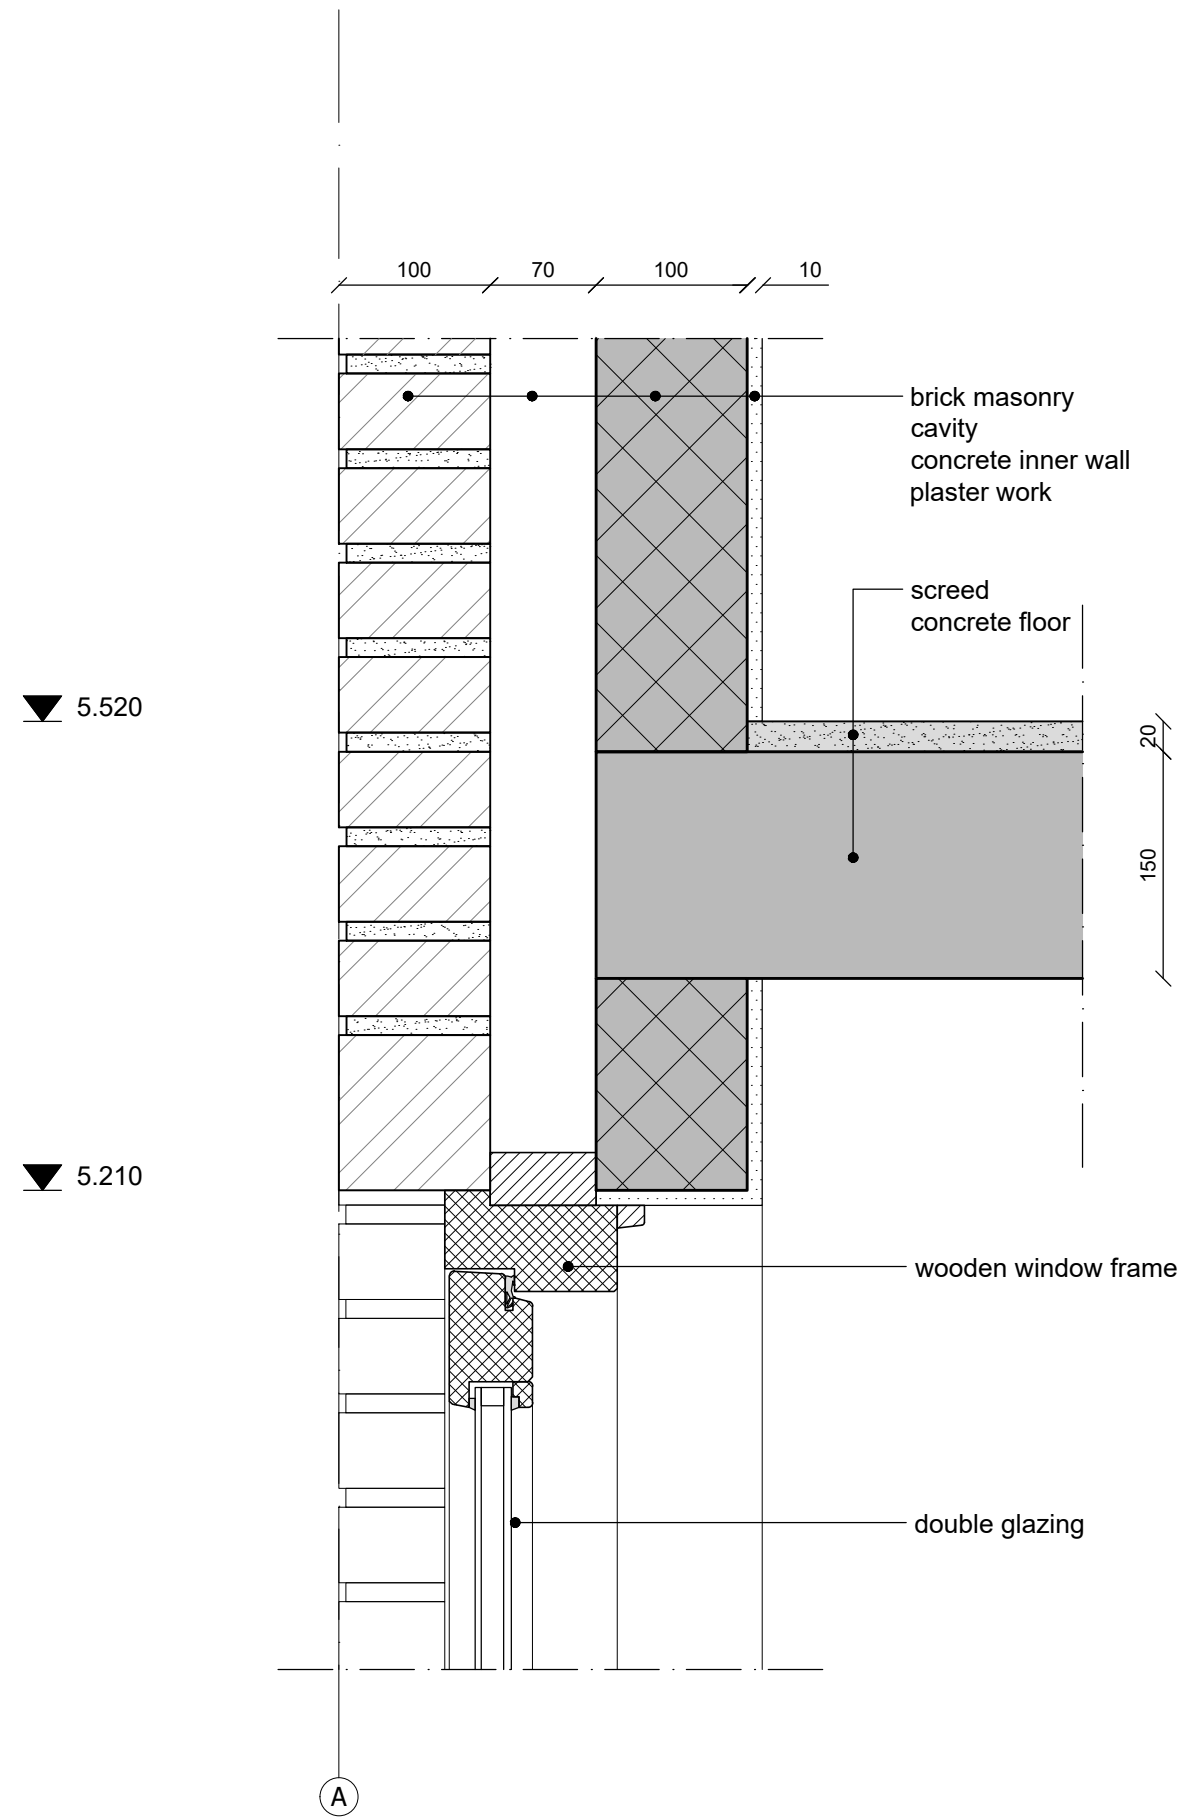 100 70 100 10
brick masonry
cavity
concrete inner wall
plaster work
screed
concrete floor
5.520
20
150
5.210
wooden window frame
double glazing
A